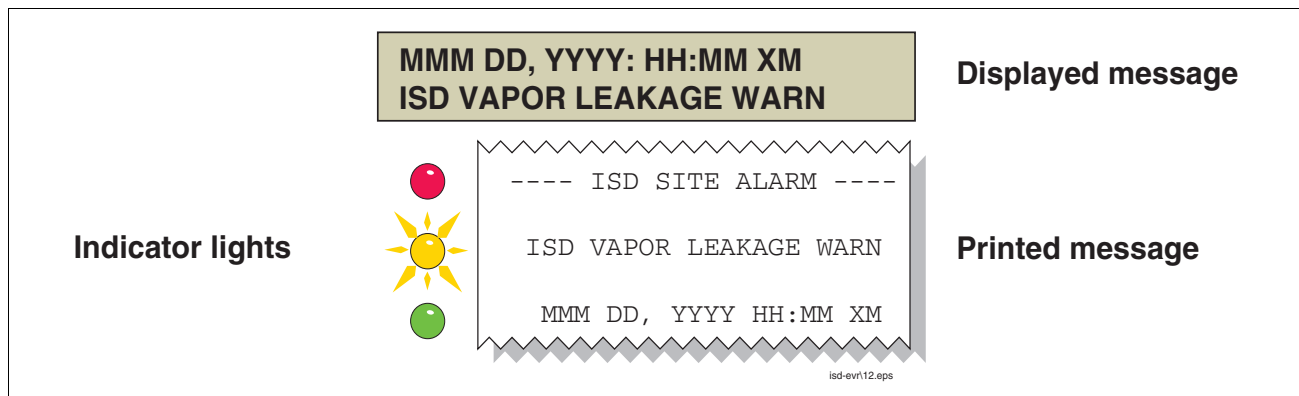 MMM DD, YYYY: HH:MM XM
ISD VAPOR LEAKAGE WARN
Displayed message
---- ISD SITE ALARM ----
Indicator lights
ISD VAPOR LEAKAGE WARN
Printed message
MMM DD, YYYY HH:MM XM
isd-evr\12.eps